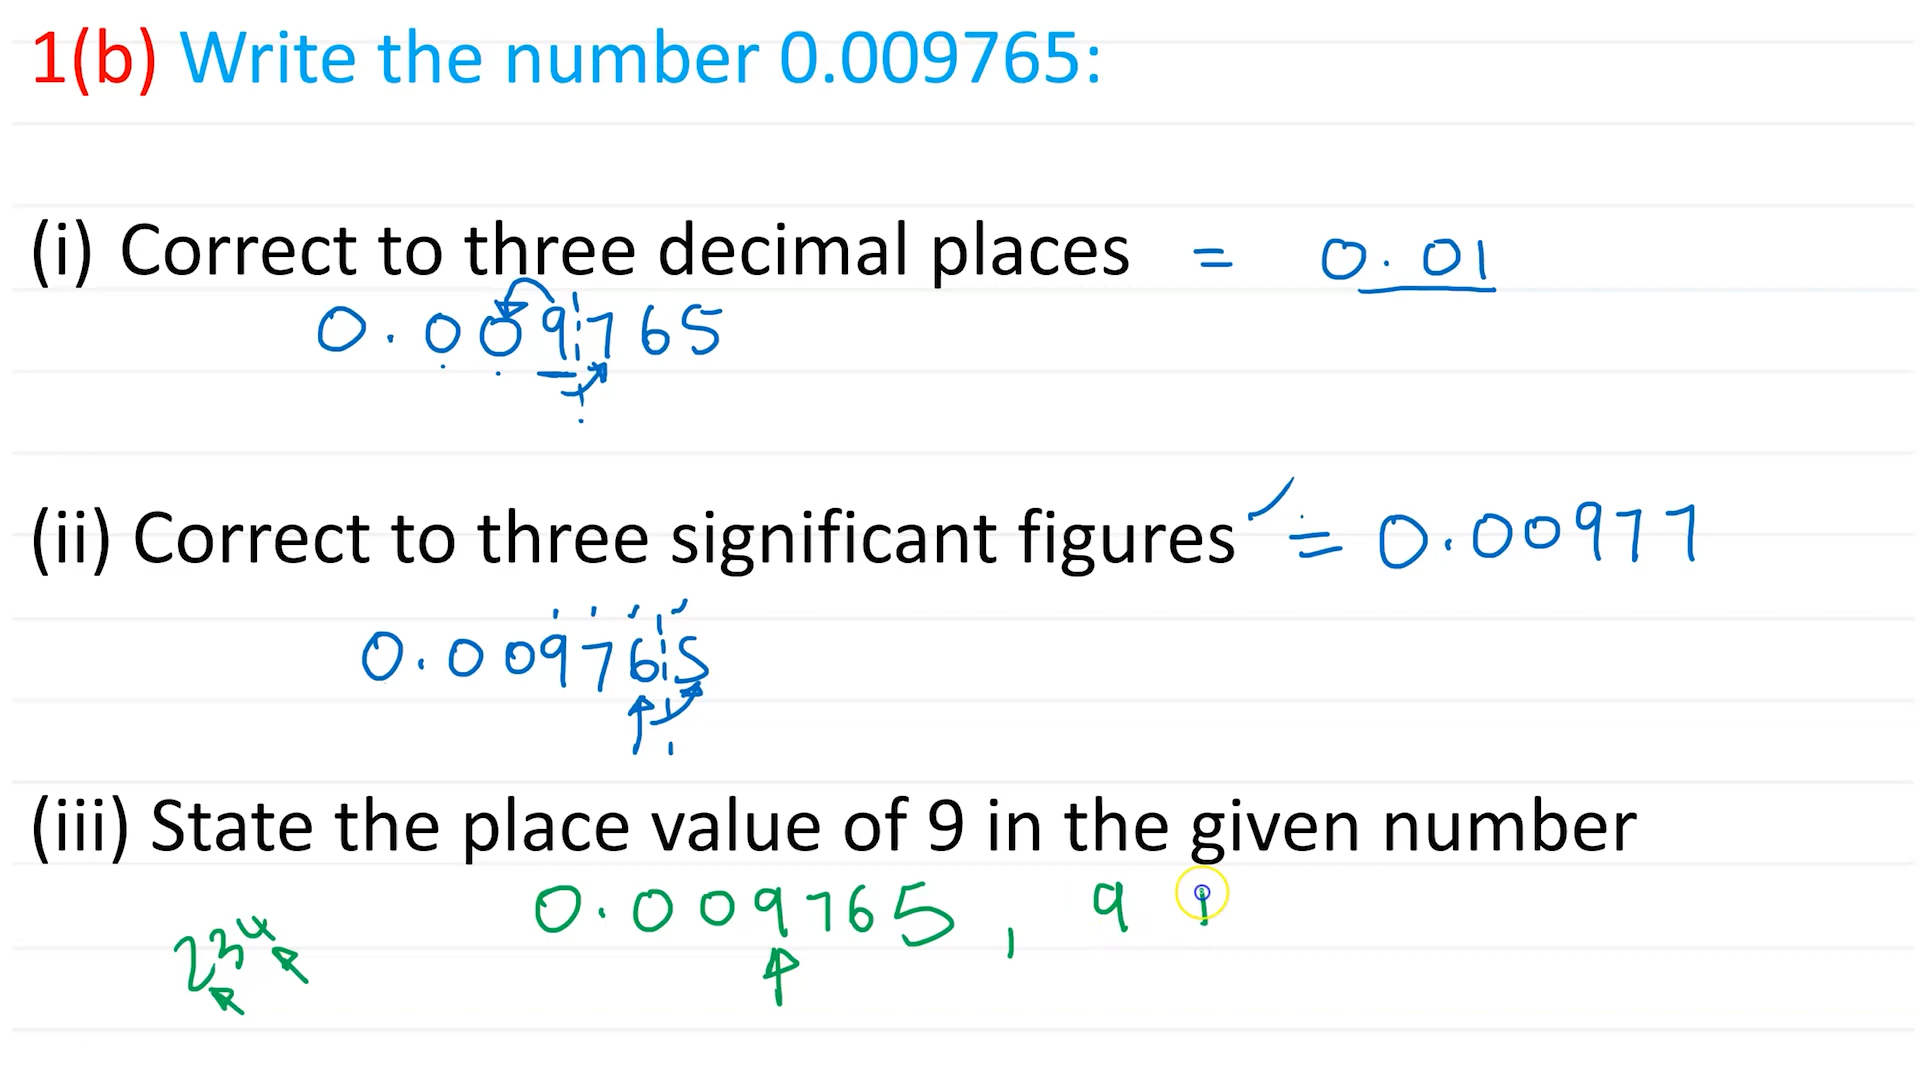 1(b) Write the number 0.009765:
(i) Correct to three decimal places = 0.01
0.009765
(ii) Correct to three significant figures = 0.00977
0.009765
(iii) State the place value of 9 in the given number
0.009765, 9
234